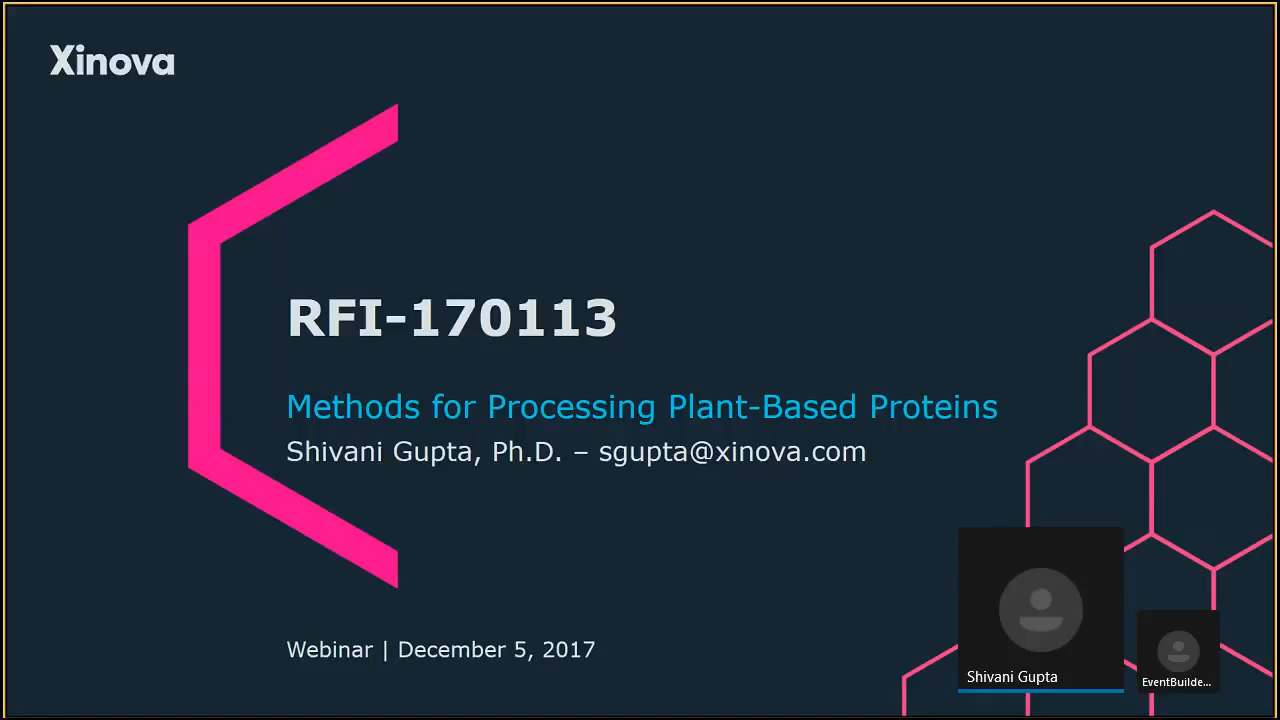 Xinova
RFI-170113
Methods for Processing Plant-Based Proteins
Shivani Gupta, Ph.D. – sgupta@xinova.com
Webinar | December 5, 2017
Shivani Gupta
EventBuilde...